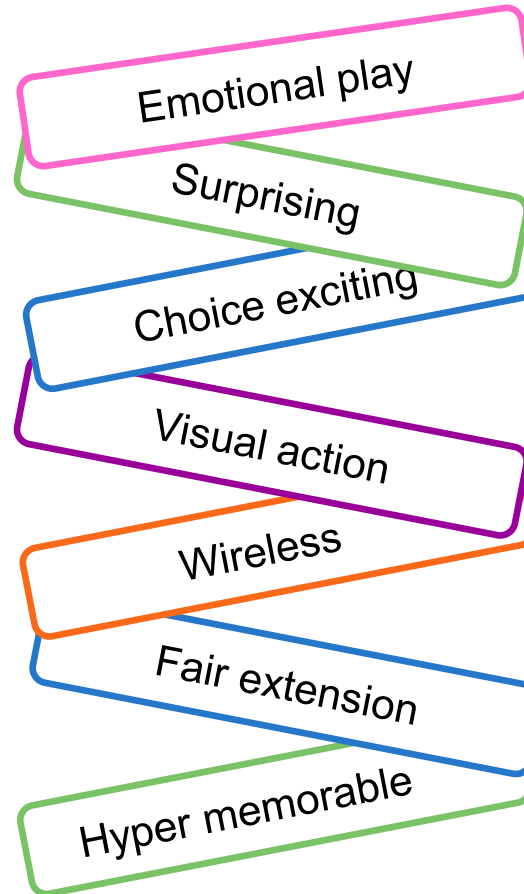 Emotional play
Surprising
Choice exciting
Visual action
Wireless
Fair extension
Hyper memorable